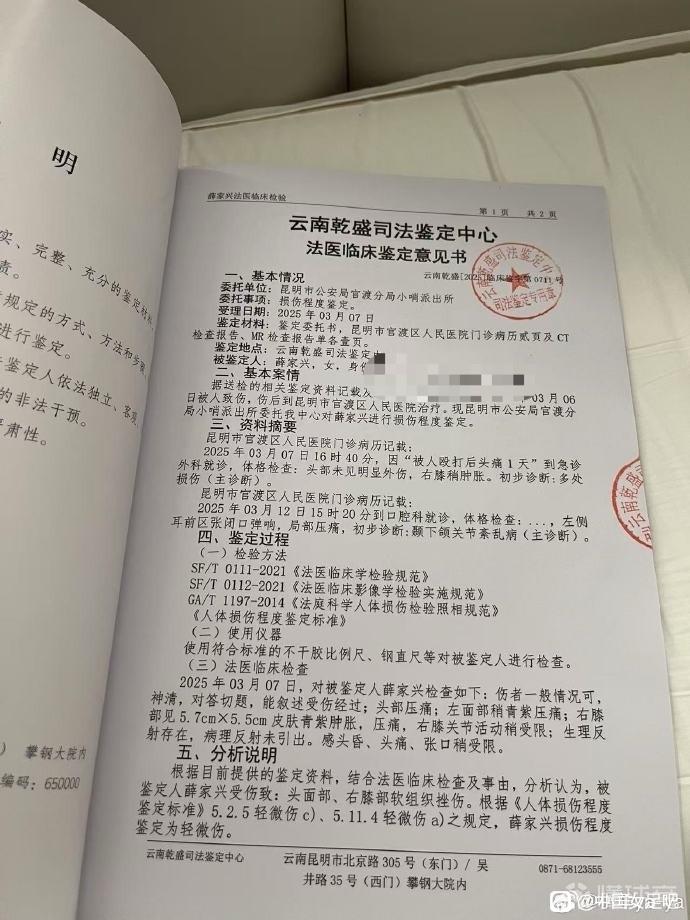 明
实、完整、充分的鉴定材料
责。
规定的方式、方法和步骤
进行鉴定。
鉴定人依法独立、客观、
的非法干预。
严肃性。
攀钢大院内
编码：650000
薛家兴法医临床检验
第 1 页 共 2 页
云南乾盛司法鉴定中心
法医临床鉴定意见书
云南乾盛[2025]临床鉴字第0711号
一、基本情况
委托单位：昆明市公安局官渡分局小哨派出所
委托事项：损伤程度鉴定。
受理日期：2025 年 03 月 07 日
鉴定材料：鉴定委托书，昆明市官渡区人民医院门诊病历贰页及 CT
检查报告、MR 检查报告单各壹页。
鉴定地点：云南乾盛司法鉴定
被鉴定人：薛家兴，女，身
二、基本案情
据送检的相关鉴定资料记载及
03 月 06
日被人致伤，伤后到昆明市官渡区人民医院治疗。现昆明市公安局官渡分
局小哨派出所委托我中心对薛家兴进行损伤程度鉴定。
三、资料摘要
昆明市官渡区人民医院门诊病历记载：
2025 年 03 月 07 日 16 时 40 分，因“被人殴打后头痛 1 天”到急诊
外科就诊，体格检查：头部未见明显外伤，右膝稍肿胀。初步诊断：多处
损伤（主诊断）。
昆明市官渡区人民医院门诊病历记载：
2025 年 03 月 12 日 15 时 20 分到口腔科就诊，体格检查：...，左侧
耳前区张闭口弹响，局部压痛，初步诊断：颞下颌关节紊乱病（主诊断）。
四、鉴定过程
（一）检验方法
SF/T 0111-2021《法医临床学检验规范》
SF/T 0112-2021《法医临床影像学检验实施规范》
GA/T 1197-2014《法庭科学人体损伤检验照相规范》
《人体损伤程度鉴定标准》
（二）使用仪器
使用符合标准的不干胶比例尺、钢直尺等对被鉴定人进行检查。
（三）法医临床检查
2025 年 03 月 07 日，对被鉴定人薛家兴检查如下：伤者一般情况可，
神清，对答切题，能叙述受伤经过；头部压痛；左面部稍青紫压痛；右膝
部见 5.7cm×5.5cm 皮肤青紫肿胀，压痛，右膝关节活动稍受限；生理反
射存在，病理反射未引出。感头昏、头痛、张口稍受限。
五、分析说明
根据目前提供的鉴定资料，结合法医临床检查及事由，分析认为，被
鉴定人薛家兴受伤致：头面部、右膝部软组织挫伤。根据《人体损伤程度
鉴定标准》5.2.5 轻微伤 c）、5.11.4 轻微伤 a）之规定，薛家兴损伤程度
鉴定为轻微伤。
云南乾盛司法鉴定中心
云南昆明市北京路 305 号（东门）/ 吴
井路 35 号（西门）攀钢大院内
0871-68123555
司法鉴定专用章
@中国女足吧